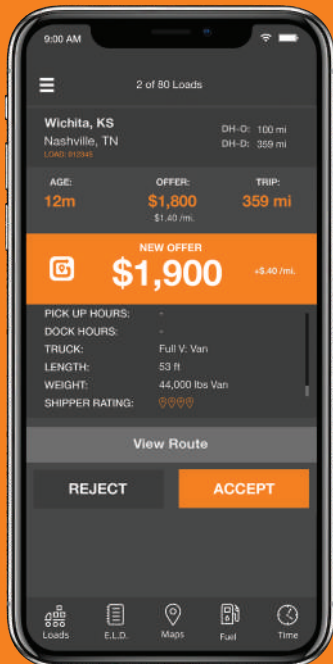 9:00 AM
2 of 80 Loads
Wichita, KS
DH-O: 100 mi
Nashville, TN
DH-D: 359 mi
LOAD: 812345
AGE: OFFER: TRIP:
12m $1,800 359 mi
$1.40 /mi.
NEW OFFER
$1,900
+$.40 /mi.
PICK UP HOURS: -
DOCK HOURS: -
TRUCK: Full V: Van
LENGTH: 53 ft
WEIGHT: 44,000 lbs Van
SHIPPER RATING:
View Route
REJECT ACCEPT
Loads E.L.D. Maps Fuel Time